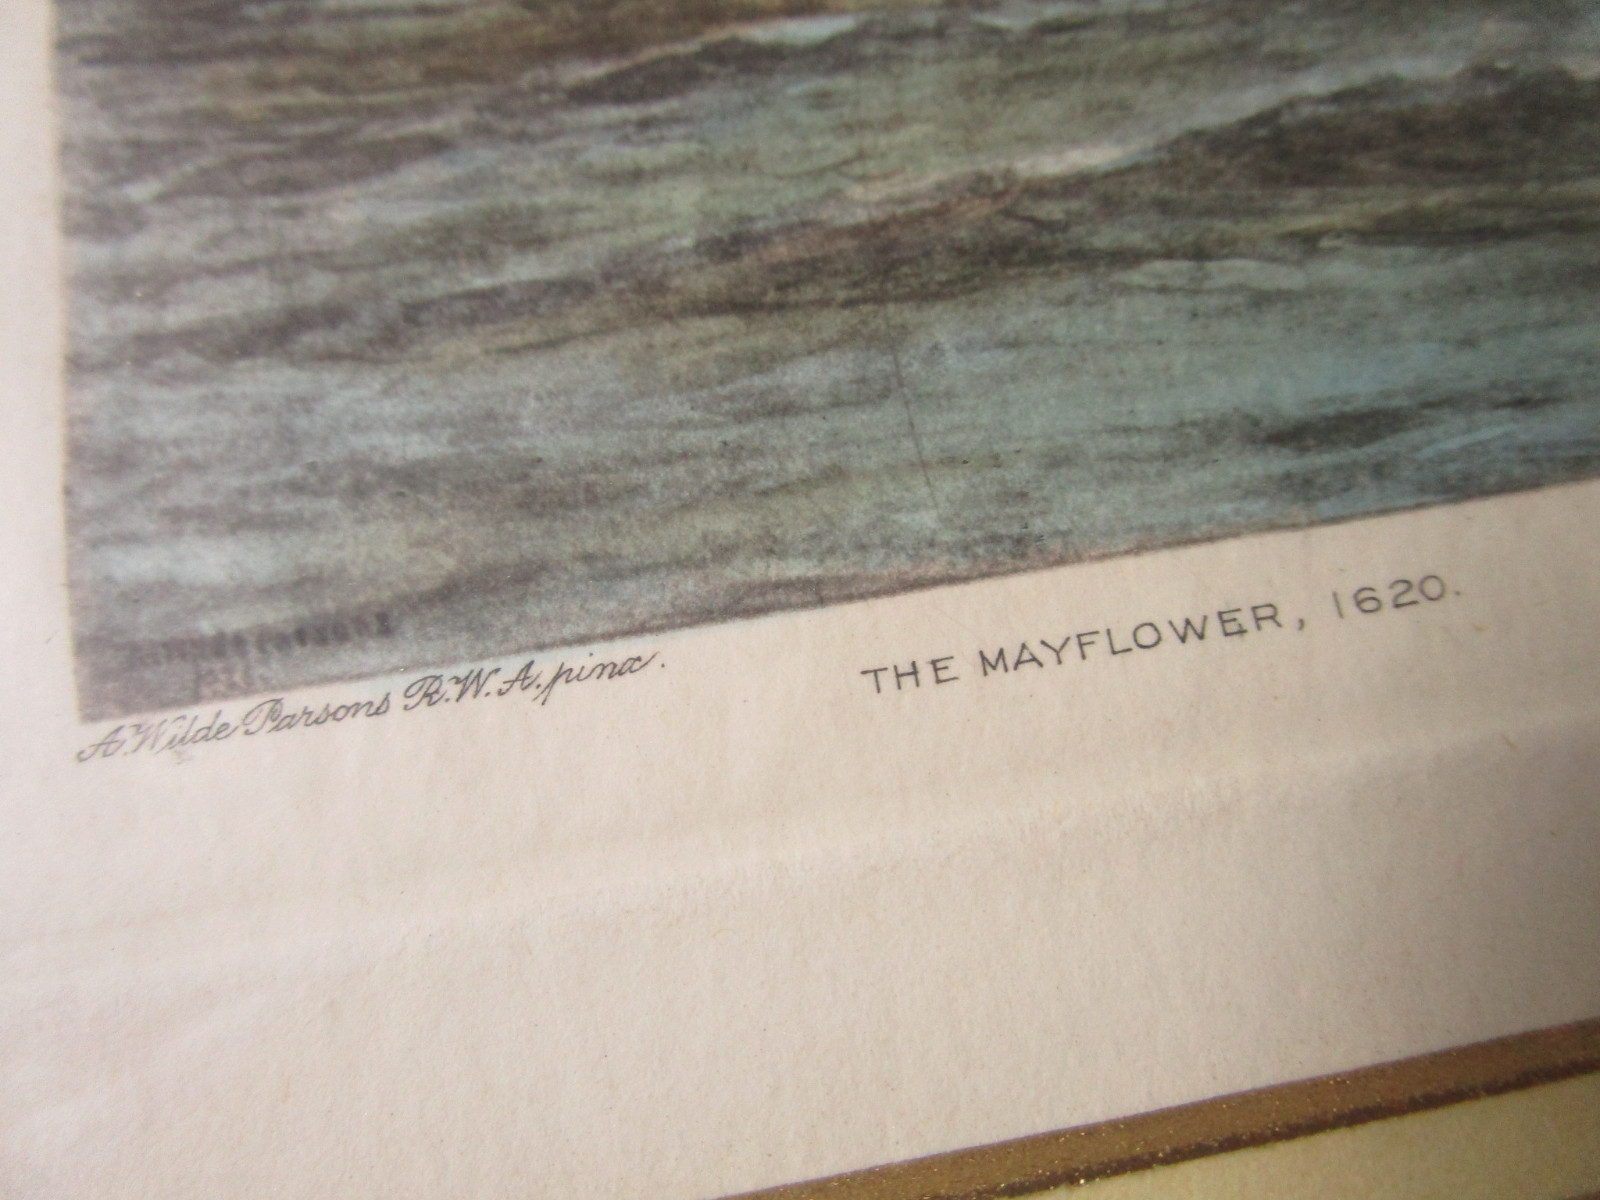 A. Wilde Parsons R.W.A. pinx.
THE MAYFLOWER, 1620.